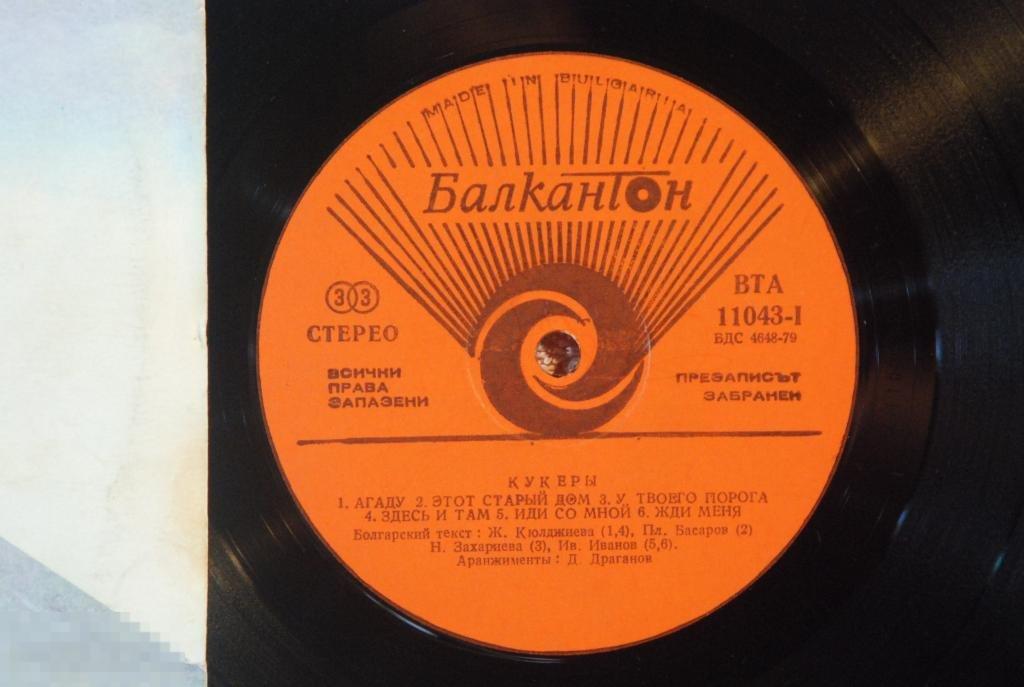 MADE IN BULGARIA
Балкантон
33
СТЕРЕО
ВТА
11043-I
БДС 4648-79
ВСИЧКИ
ПРАВА
ЗАПАЗЕНИ
ПРЕЗАПИСЪТ
ЗАБРАНЕН
КУКЕРЫ
1. АГАДУ 2. ЭТОТ СТАРЫЙ ДОМ 3. У ТВОЕГО ПОРОГА
4. ЗДЕСЬ И ТАМ 5. ИДИ СО МНОЙ 6. ЖДИ МЕНЯ
Болгарский текст : Ж. Кюлджиева (1,4), Пл. Басаров (2)
Н. Захариева (3), Ив. Иванов (5,6).
Аранжименты : Д. Драганов